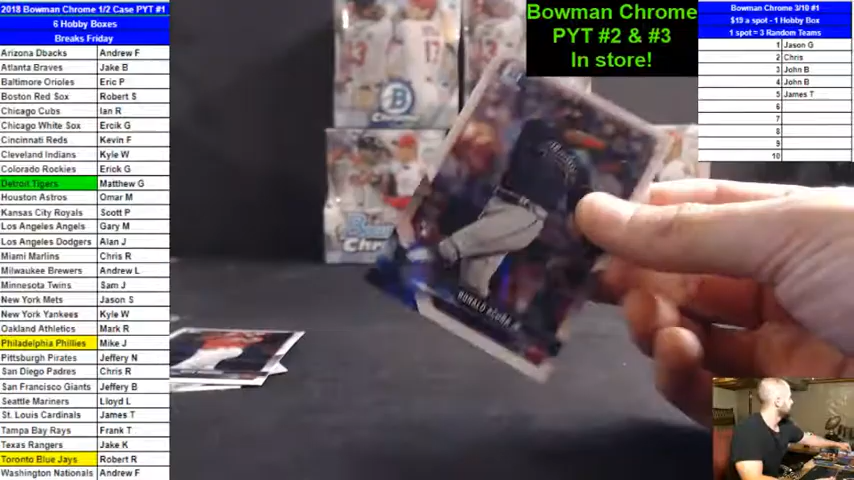 2018 Bowman Chrome 1/2 Case PYT #1
6 Hobby Boxes
Breaks Friday
Arizona Dbacks Andrew F
Atlanta Braves Jake B
Baltimore Orioles Eric P
Boston Red Sox Robert S
Chicago Cubs Ian R
Chicago White Sox Ercik G
Cincinnati Reds Kevin F
Cleveland Indians Kyle W
Colorado Rockies Erick G
Detroit Tigers Matthew G
Houston Astros Omar M
Kansas City Royals Scott P
Los Angeles Angels Gary M
Los Angeles Dodgers Alan J
Miami Marlins Chris R
Milwaukee Brewers Andrew L
Minnesota Twins Sam J
New York Mets Jason S
New York Yankees Kyle W
Oakland Athletics Mark R
Philadelphia Phillies Mike J
Pittsburgh Pirates Jeffery N
San Diego Padres Chris R
San Francisco Giants Jeffery B
Seattle Mariners Lloyd L
St. Louis Cardinals James T
Tampa Bay Rays Frank T
Texas Rangers Jake K
Toronto Blue Jays Robert R
Washington Nationals Andrew F
Bowman Chrome
PYT #2 & #3
In store!
Bowman Chrome 3/10 #1
$19 a spot - 1 Hobby Box
1 spot = 3 Random Teams
1 Jason G
2 Chris
3 John B
4 John B
5 James T
6
7
8
9
10
17
Chrome
RONALD ACUÑA JR